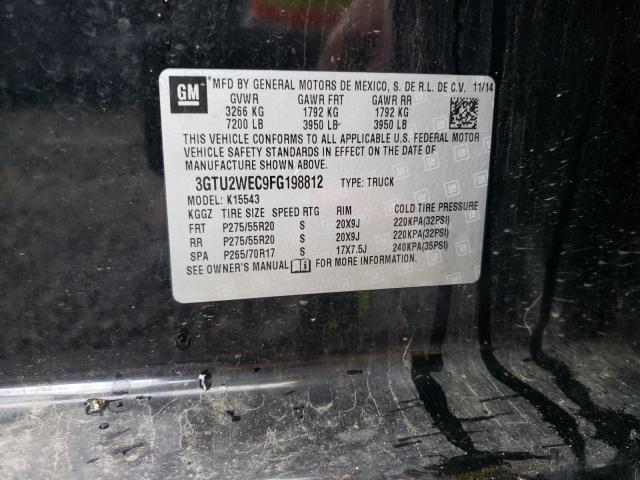 GM
MFD BY GENERAL MOTORS DE MEXICO, S. DE R.L. DE C.V. 11/14
GVWR GAWR FRT GAWR RR
3266 KG 1792 KG 1792 KG
7200 LB 3950 LB 3950 LB
THIS VEHICLE CONFORMS TO ALL APPLICABLE U.S. FEDERAL MOTOR
VEHICLE SAFETY STANDARDS IN EFFECT ON THE DATE OF
MANUFACTURE SHOWN ABOVE.
3GTU2WEC9FG198812 TYPE: TRUCK
MODEL: K15543
KGGZ TIRE SIZE SPEED RTG RIM COLD TIRE PRESSURE
FRT P275/55R20 S 20X9J 220KPA(32PSI)
RR P275/55R20 S 20X9J 220KPA(32PSI)
SPA P265/70R17 S 17X7.5J 240KPA(35PSI)
SEE OWNER'S MANUAL FOR MORE INFORMATION.